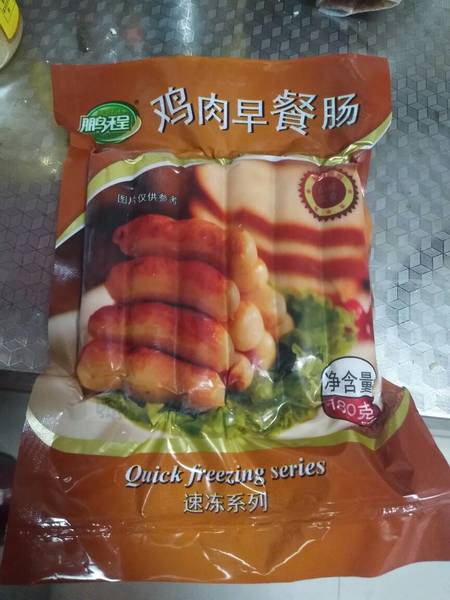 鹏程
鸡肉早餐肠
图片仅供参考
净含量
180克
Quick freezing series
速冻系列